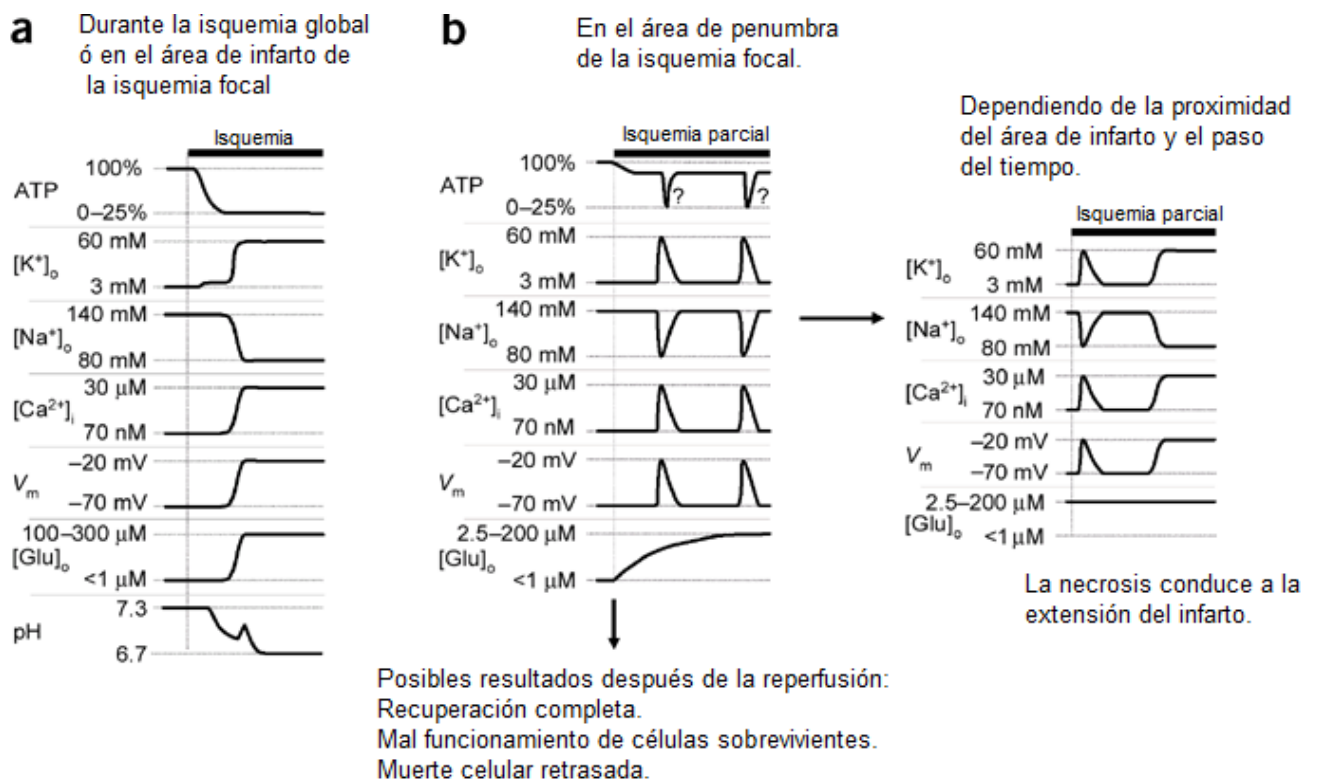 a
Durante la isquemia global
ó en el área de infarto de
la isquemia focal
Isquemia
ATP
100%
0–25%
[K⁺]ₒ
60 mM
3 mM
[Na⁺]ₒ
140 mM
80 mM
[Ca²⁺]ᵢ
30 µM
70 nM
Vₘ
–20 mV
–70 mV
[Glu]ₒ
100–300 µM
<1 µM
pH
7.3
6.7
b
En el área de penumbra
de la isquemia focal.
Isquemia parcial
ATP
100%
0–25%
?
?
[K⁺]ₒ
60 mM
3 mM
[Na⁺]ₒ
140 mM
80 mM
[Ca²⁺]ᵢ
30 µM
70 nM
Vₘ
–20 mV
–70 mV
[Glu]ₒ
2.5–200 µM
<1 µM
Posibles resultados después de la reperfusión:
Recuperación completa.
Mal funcionamiento de células sobrevivientes.
Muerte celular retrasada.
Dependiendo de la proximidad
del área de infarto y el paso
del tiempo.
Isquemia parcial
[K⁺]ₒ
60 mM
3 mM
[Na⁺]ₒ
140 mM
80 mM
[Ca²⁺]ᵢ
30 µM
70 nM
Vₘ
–20 mV
–70 mV
[Glu]ₒ
2.5–200 µM
<1 µM
La necrosis conduce a la
extensión del infarto.